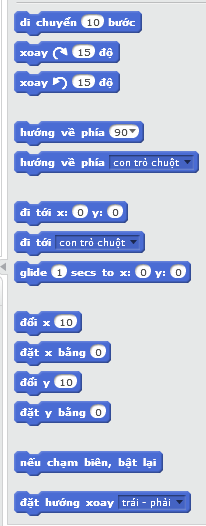 di chuyển 10 bước
xoay 15 độ
xoay 15 độ
hướng về phía 90
hướng về phía con trỏ chuột
đi tới x: 0 y: 0
đi tới con trỏ chuột
glide 1 secs to x: 0 y: 0
đổi x 10
đặt x bằng 0
đổi y 10
đặt y bằng 0
nếu chạm biên, bật lại
đặt hướng xoay trái - phải